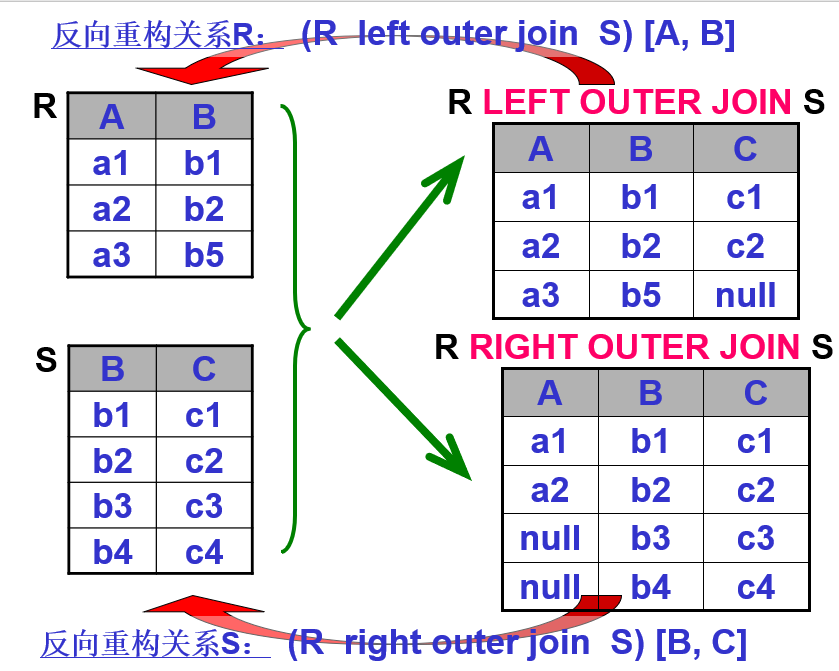 反向重构关系R： (R left outer join S) [A, B]
R
A B
a1 b1
a2 b2
a3 b5
S
B C
b1 c1
b2 c2
b3 c3
b4 c4
R LEFT OUTER JOIN S
A B C
a1 b1 c1
a2 b2 c2
a3 b5 null
R RIGHT OUTER JOIN S
A B C
a1 b1 c1
a2 b2 c2
null b3 c3
null b4 c4
反向重构关系S： (R right outer join S) [B, C]